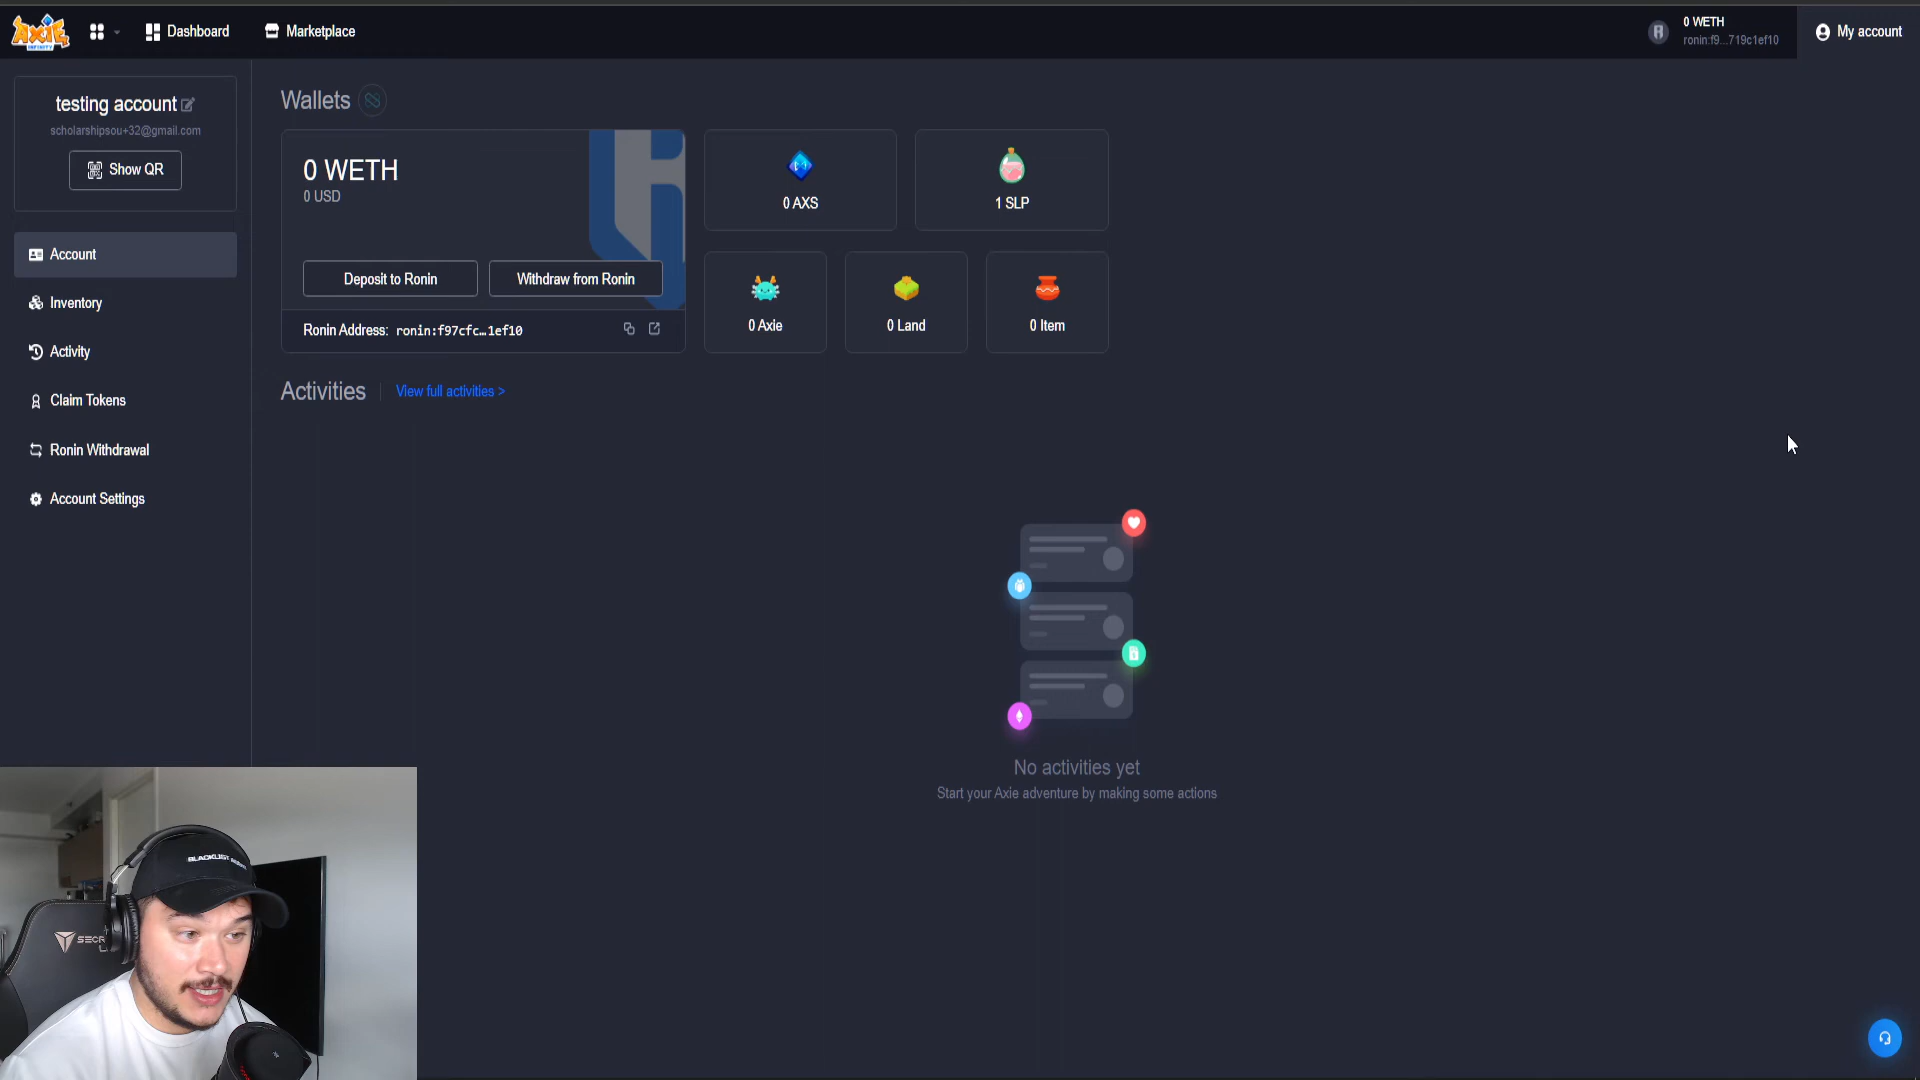 AXIE
INFINITY
Dashboard
Marketplace
0 WETH
ronin:f9...719c1ef10
My account
testing account
scholarshipsou+32@gmail.com
Show QR
Account
Inventory
Activity
Claim Tokens
Ronin Withdrawal
Account Settings
Wallets
0 WETH
0 USD
Deposit to Ronin
Withdraw from Ronin
Ronin Address: ronin:f97cfc...1ef10
0 AXS
1 SLP
0 Axie
0 Land
0 Item
Activities
View full activities >
No activities yet
Start your Axie adventure by making some actions
BLACKLIST